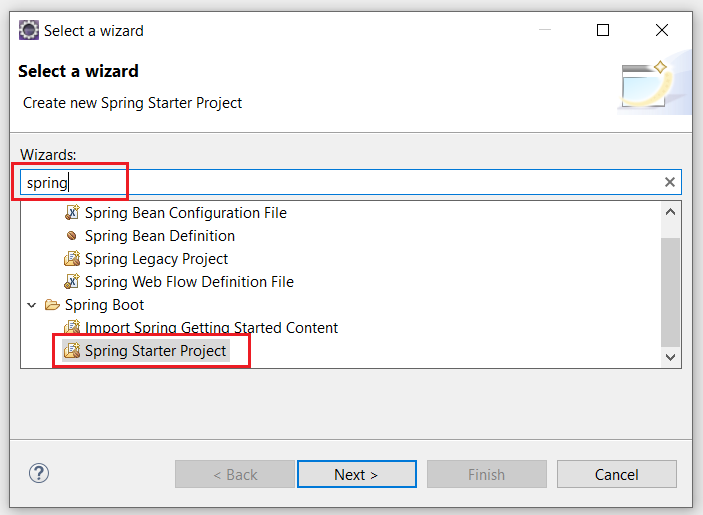 Select a wizard
Select a wizard
Create new Spring Starter Project
Wizards:
spring
Spring Bean Configuration File
Spring Bean Definition
Spring Legacy Project
Spring Web Flow Definition File
Spring Boot
Import Spring Getting Started Content
Spring Starter Project
? < Back Next > Finish Cancel